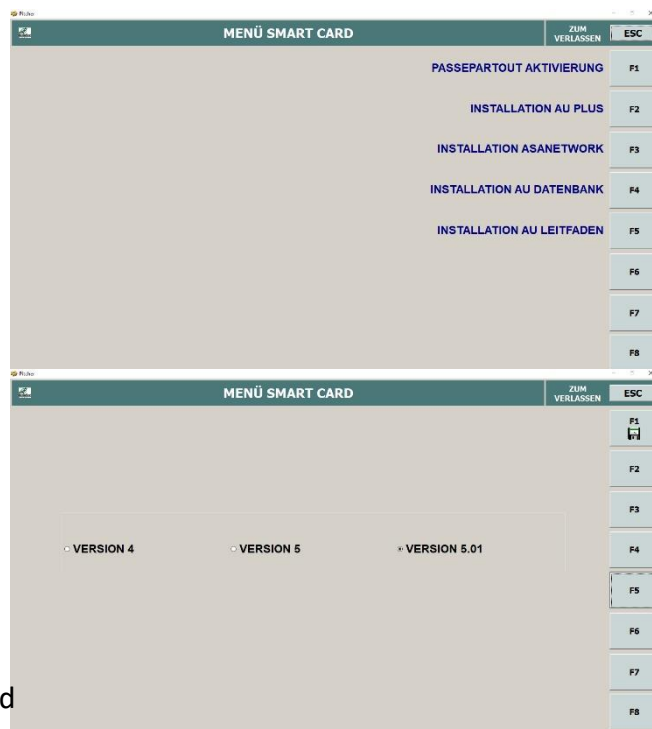 MENÜ SMART CARD
ZUM VERLASSEN
ESC
PASSEPARTOUT AKTIVIERUNG F1
INSTALLATION AU PLUS F2
INSTALLATION ASANETWORK F3
INSTALLATION AU DATENBANK F4
INSTALLATION AU LEITFADEN F5
F6
F7
F8
MENÜ SMART CARD
ZUM VERLASSEN
ESC
F1
F2
F3
VERSION 4 VERSION 5 VERSION 5.01 F4
F5
F6
F7
d
F8